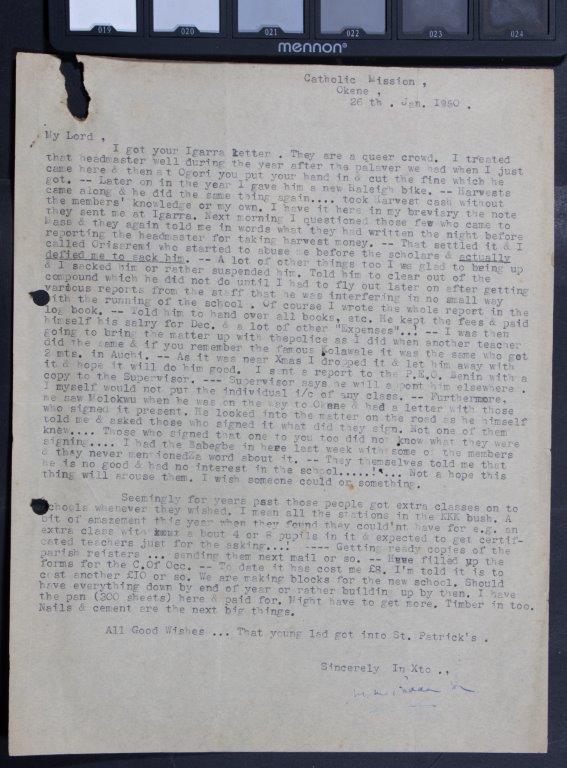 019 020 021 022 023 024
mennon
Catholic Mission ,
Okene ,
26 th . Jan. 1950 .
My Lord ,
I got your Igarra letter . They are a queer crowd. I treated
that headmaster well during the year after the palaver we had when I just
came here & then at Ogori you put your hand in & cut the fine which he
got. -- Later on in the year I gave him a new Raleigh bike. -- Harvests
came along & he did the same thing again.... took Harvest cash without
the members' knowledge or my own. I have it here in my breviary the note
they sent me at Igarra. Next morning I questioned those few who came to
Mass & they again told me in words what they had written the night before
reporting the headmaster for taking harvest money. -- That settled it & I
called Oriseremi who started to abuse me before the scholars & actually
defied me to sack him. -- A lot of other things too I was glad to bring up
& I sacked him or rather suspended him. Told him to clear out of the
compound which he did not do until I had to fly out later on after getting
various reports from the staff that he was interfering in no small way
with the running of the school . Of course I wrote the whole report in the
log book. -- Told him to hand over all books, etc. He kept the fees & paid
himself his salry for Dec. & a lot of other "Expenses"... -- I was then
going to bring the matter up with thepolice as I did when another teacher
did the same & if you remember the famous Kolawale it was the same who got
2 mts. in Auchi. -- As it was near Xmas I dropped it & let him away with
it & hope it will do him good. I sent a report to the P.E.O. Benin with a
copy to the Supervisor. --- Supervisor says he will appont him elsewhere .
I myself would not put the individual i/c of any class. -- Furthermore.
he saw Molokwu when he was on the way to Okene & had a letter with those
who signed it present. He looked into the matter on the road as he himself
told me & asked those who signed it what did they sign. Not one of them
knew.... Those who signed that one to you too did not know what they were
signing.... I had the Babegbe in here last week with some of the members
& they never mentioned a word about it. -- They themselves told me that
he is no good & had no interest in the school......!.... Not a hope this
thing will arouse them. I wish someone could or something.
Seemingly for years past those people got extra classes on to
schools whenever they wished. I mean all the stations in the KKK bush. A
bit of amazement this year when they found they could'nt have for e.g. an
extra class with a bout 4 or 6 pupils in it & expected to get certif-
cated teachers just for the asking....' ---- Getting ready copies of the
parish reisters ... sending them next mail or so. -- Have filled up the
forms for the C.Of Occ. -- To date it has cost me £8. I'm told it is to
cost another £10 or so. We are making blocks for the new school. Should
have everything down by end of year or rather buildin up by then. I have
the pan (300 sheets) here & paid for. Might have to get more. Timber in too.
Nails & cement are the next big things.
All Good Wishes ... That young lad got into St. Patrick's .
Sincerely In Xto .,